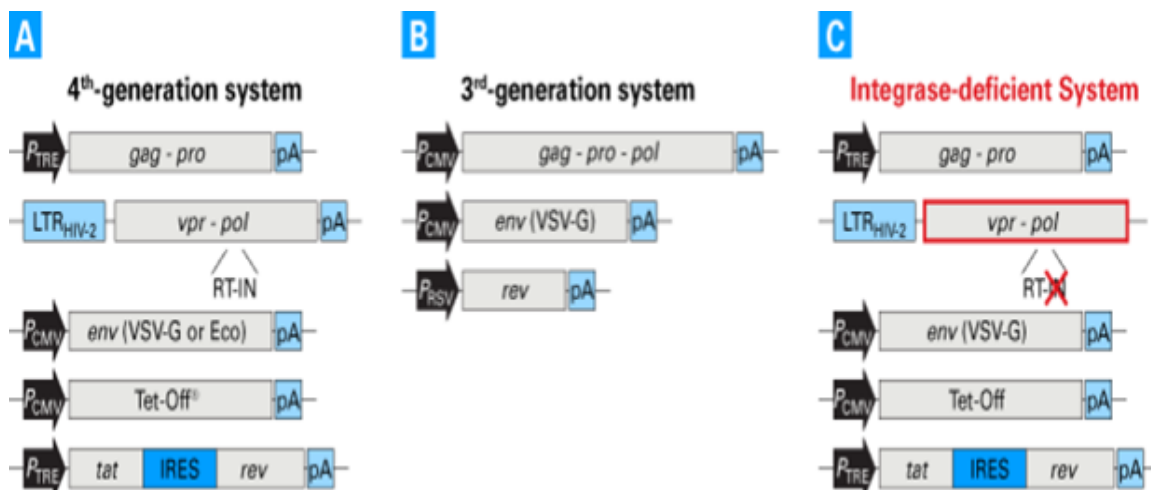 A
4th-generation system
PTRE gag - pro pA
LTRHIV-2 vpr - pol pA
RT-IN
PCMV env (VSV-G or Eco) pA
PCMV Tet-Off® pA
PTRE tat IRES rev pA
B
3rd-generation system
PCMV gag - pro - pol pA
PCMV env (VSV-G) pA
PRSV rev pA
C
Integrase-deficient System
PTRE gag - pro pA
LTRHIV-2 vpr - pol
RT-IN
PCMV env (VSV-G) pA
PCMV Tet-Off pA
PTRE tat IRES rev pA